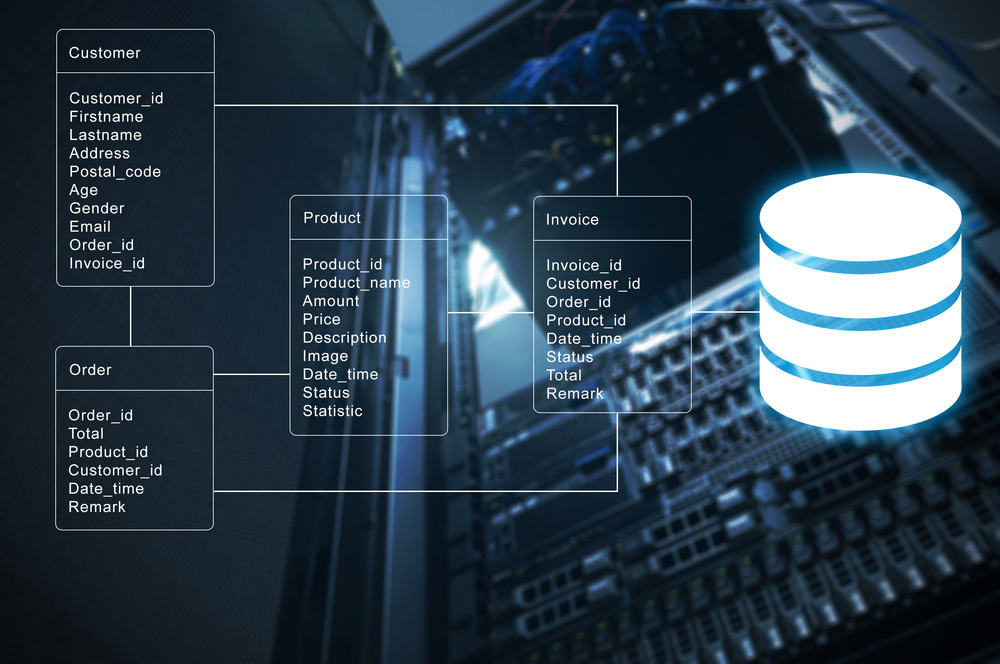 Customer
Customer_id
Firstname
Lastname
Address
Postal_code
Age
Gender
Email
Order_id
Invoice_id
Product
Product_id
Product_name
Amount
Price
Description
Image
Date_time
Status
Statistic
Invoice
Invoice_id
Customer_id
Order_id
Product_id
Date_time
Status
Total
Remark
Order
Order_id
Total
Product_id
Customer_id
Date_time
Remark